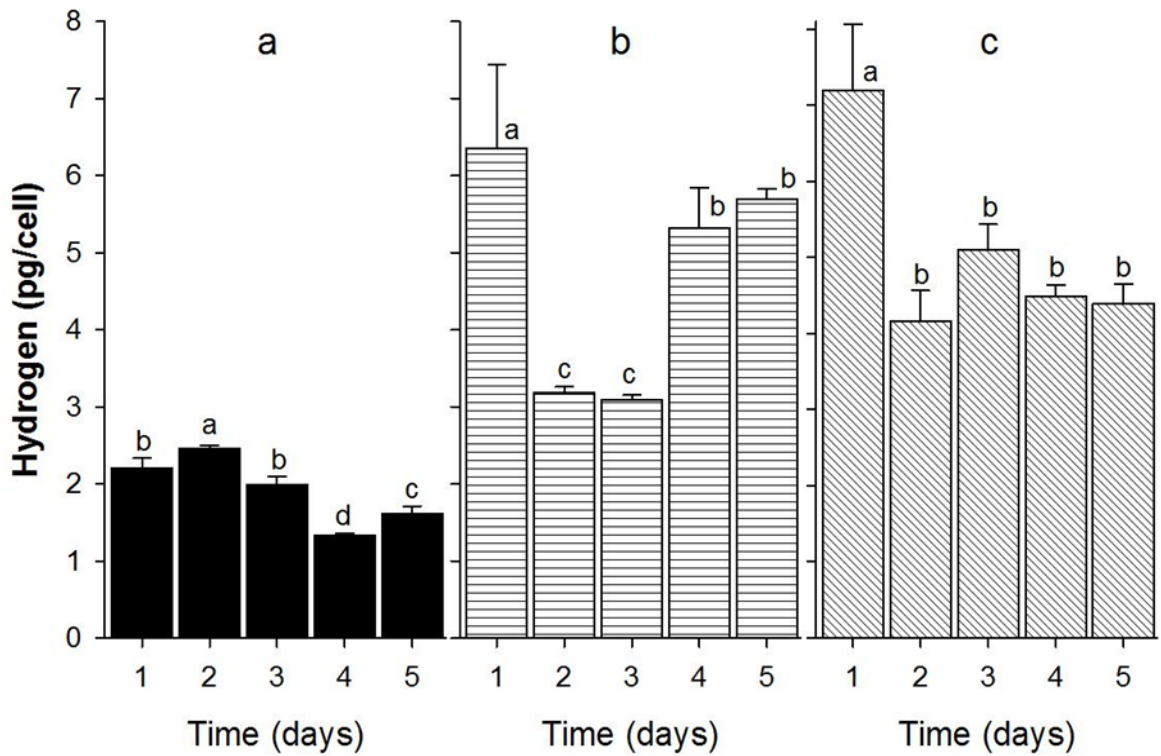 a b c
8
7
6
5
4
3
2
1
0
Hydrogen (pg/cell)
b a b d c
a c c b b
a b b b b
1 2 3 4 5
1 2 3 4 5
1 2 3 4 5
Time (days) Time (days) Time (days)